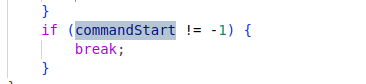 }
if (commandStart != -1) {
break;
}